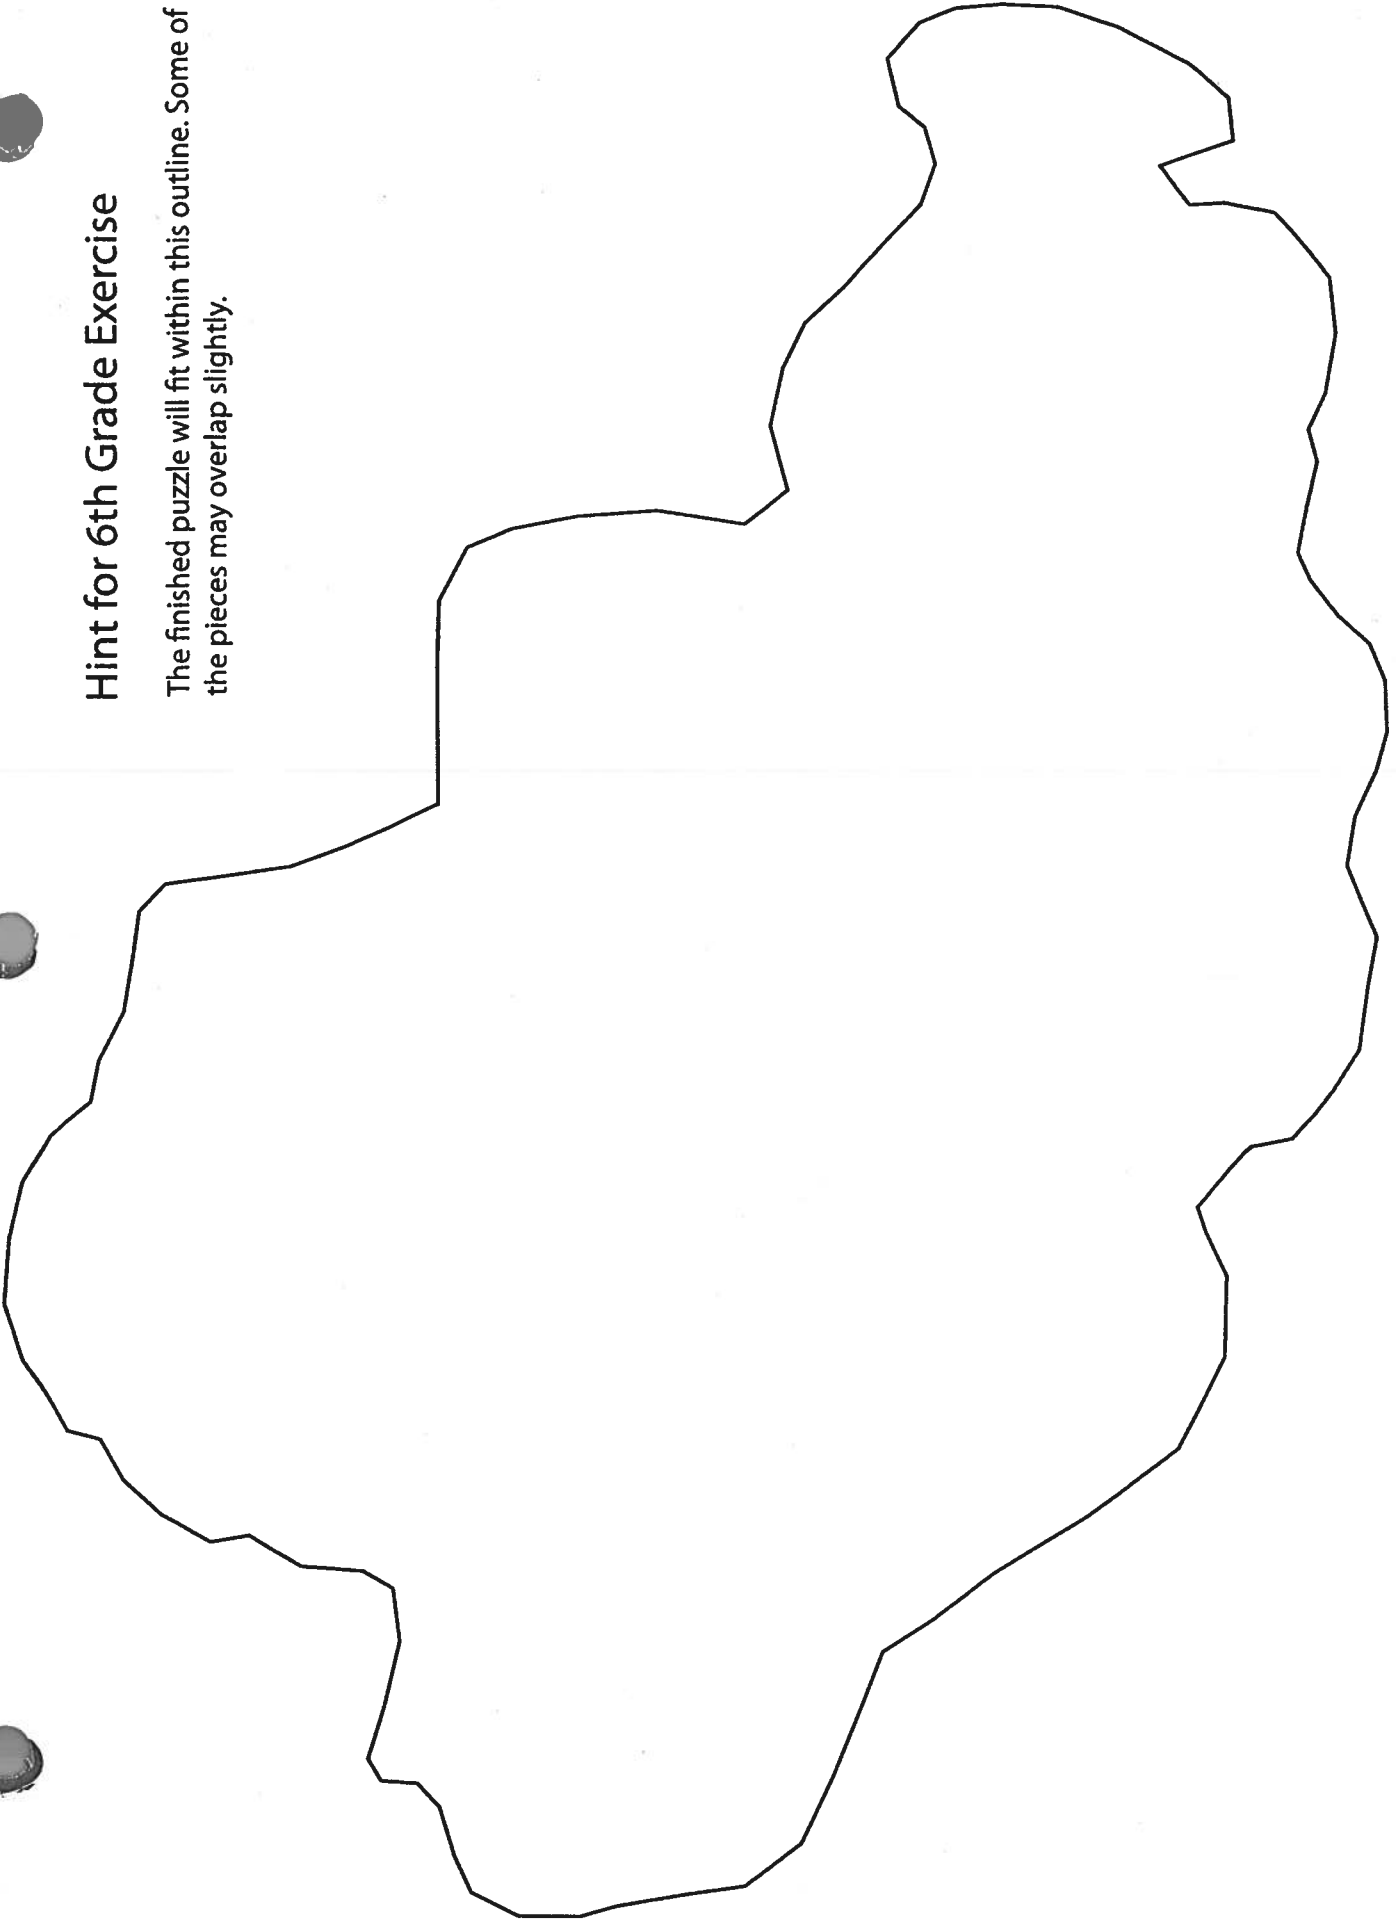 Hint for 6th Grade Exercise
The finished puzzle will fit within this outline. Some of
the pieces may overlap slightly.